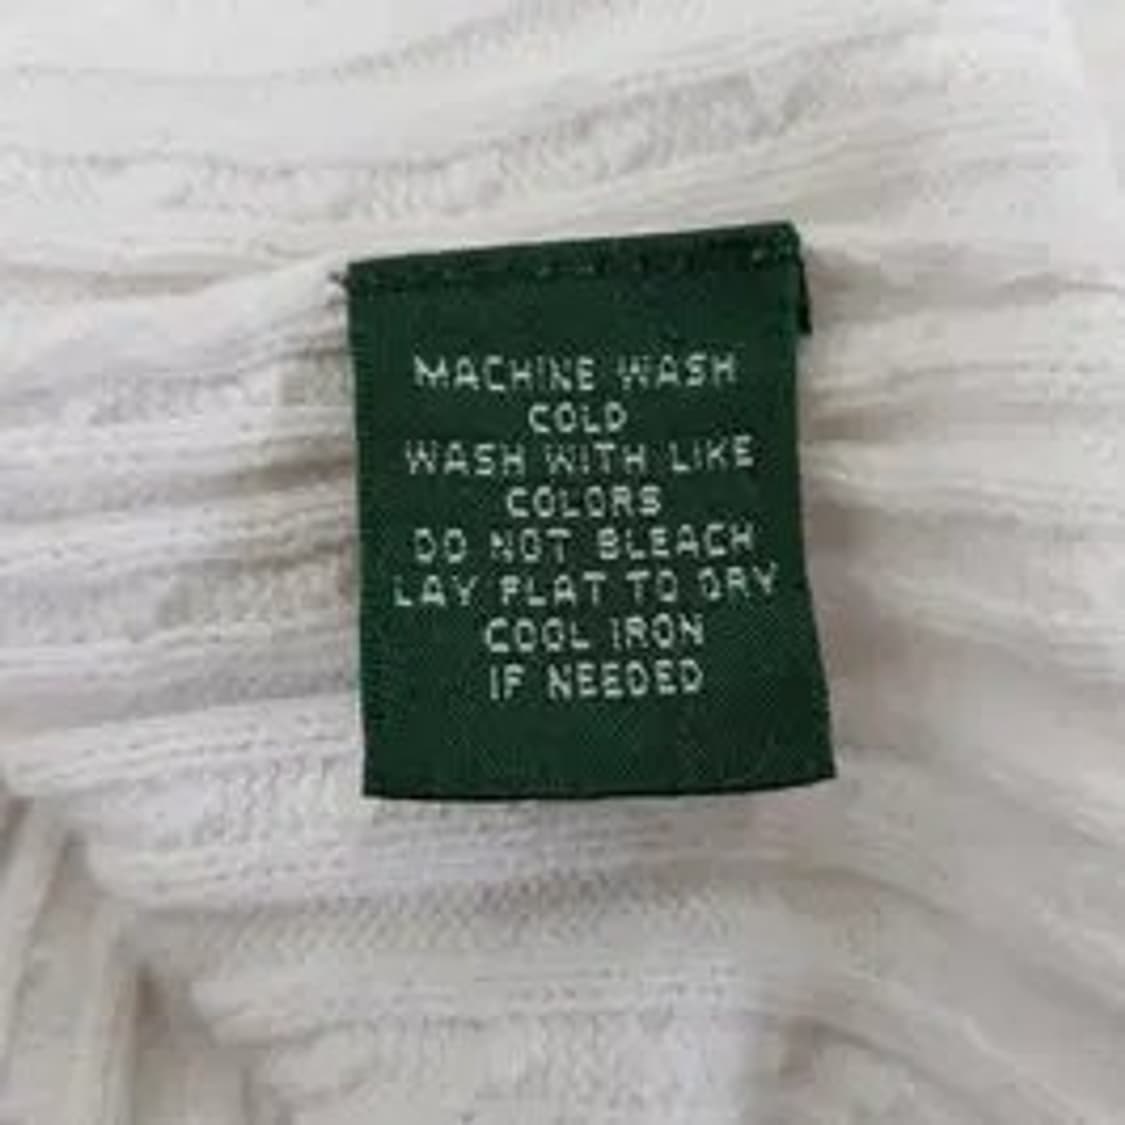 MACHINE WASH
COLD
WASH WITH LIKE
COLORS
DO NOT BLEACH
LAY FLAT TO DRY
COOL IRON
IF NEEDED